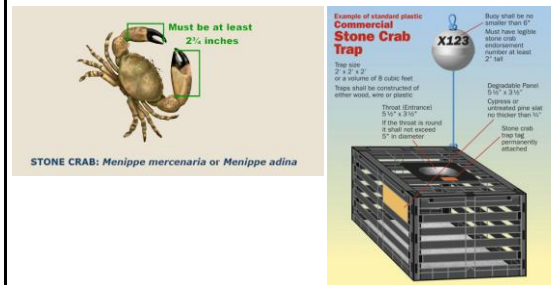 Must be at least
2¾ inches
STONE CRAB: Menippe mercenaria or Menippe adina
Example of standard plastic
Commercial
Stone Crab
Trap
Trap size
2' x 2' x 2'
or a volume of 8 cubic feet
Traps shall be constructed of
either wood, wire or plastic
Buoy shall be no
smaller than 6"
Must have legible
stone crab
endorsement
number at least
2" tall
X123
Throat (Entrance)
5½" x 3½"
If the throat is round
it shall not exceed
5" in diameter
Degradable Panel
5½" x 3½"
Cypress or
untreated pine slat
no thicker than ¾"
Stone crab
trap tag
permanently
attached